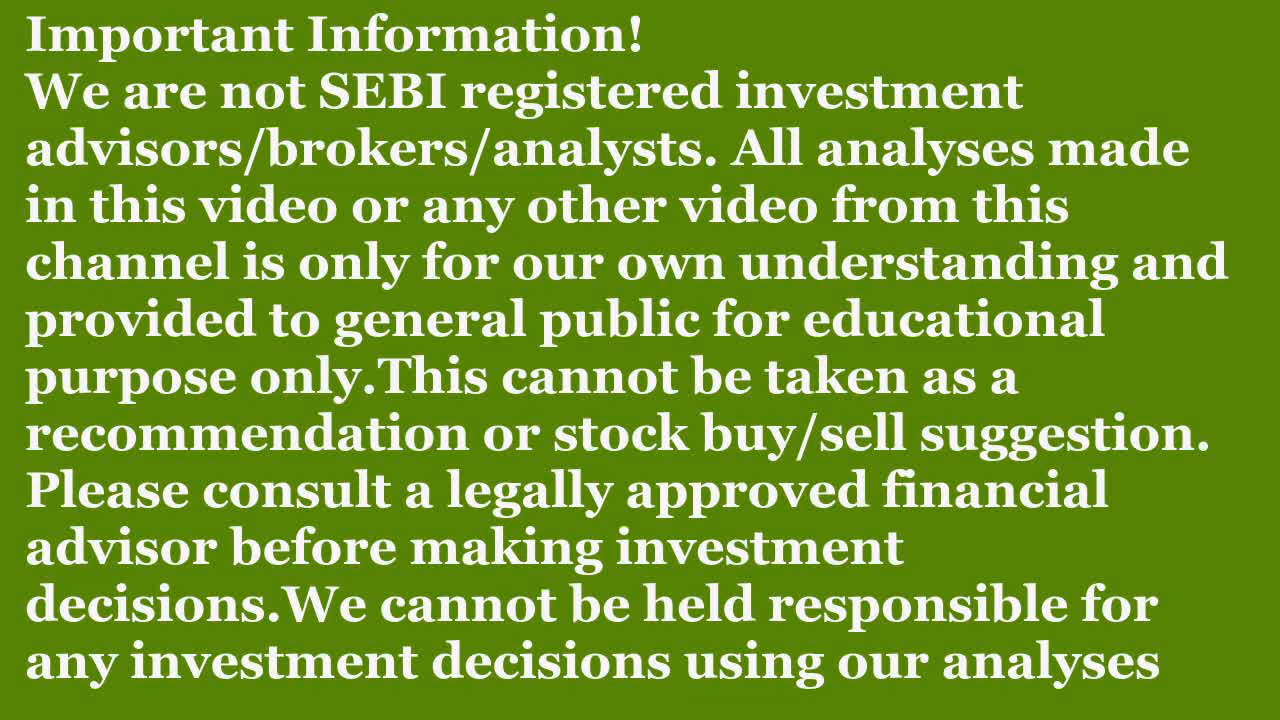 Important Information!
We are not SEBI registered investment
advisors/brokers/analysts. All analyses made
in this video or any other video from this
channel is only for our own understanding and
provided to general public for educational
purpose only.This cannot be taken as a
recommendation or stock buy/sell suggestion.
Please consult a legally approved financial
advisor before making investment
decisions.We cannot be held responsible for
any investment decisions using our analyses